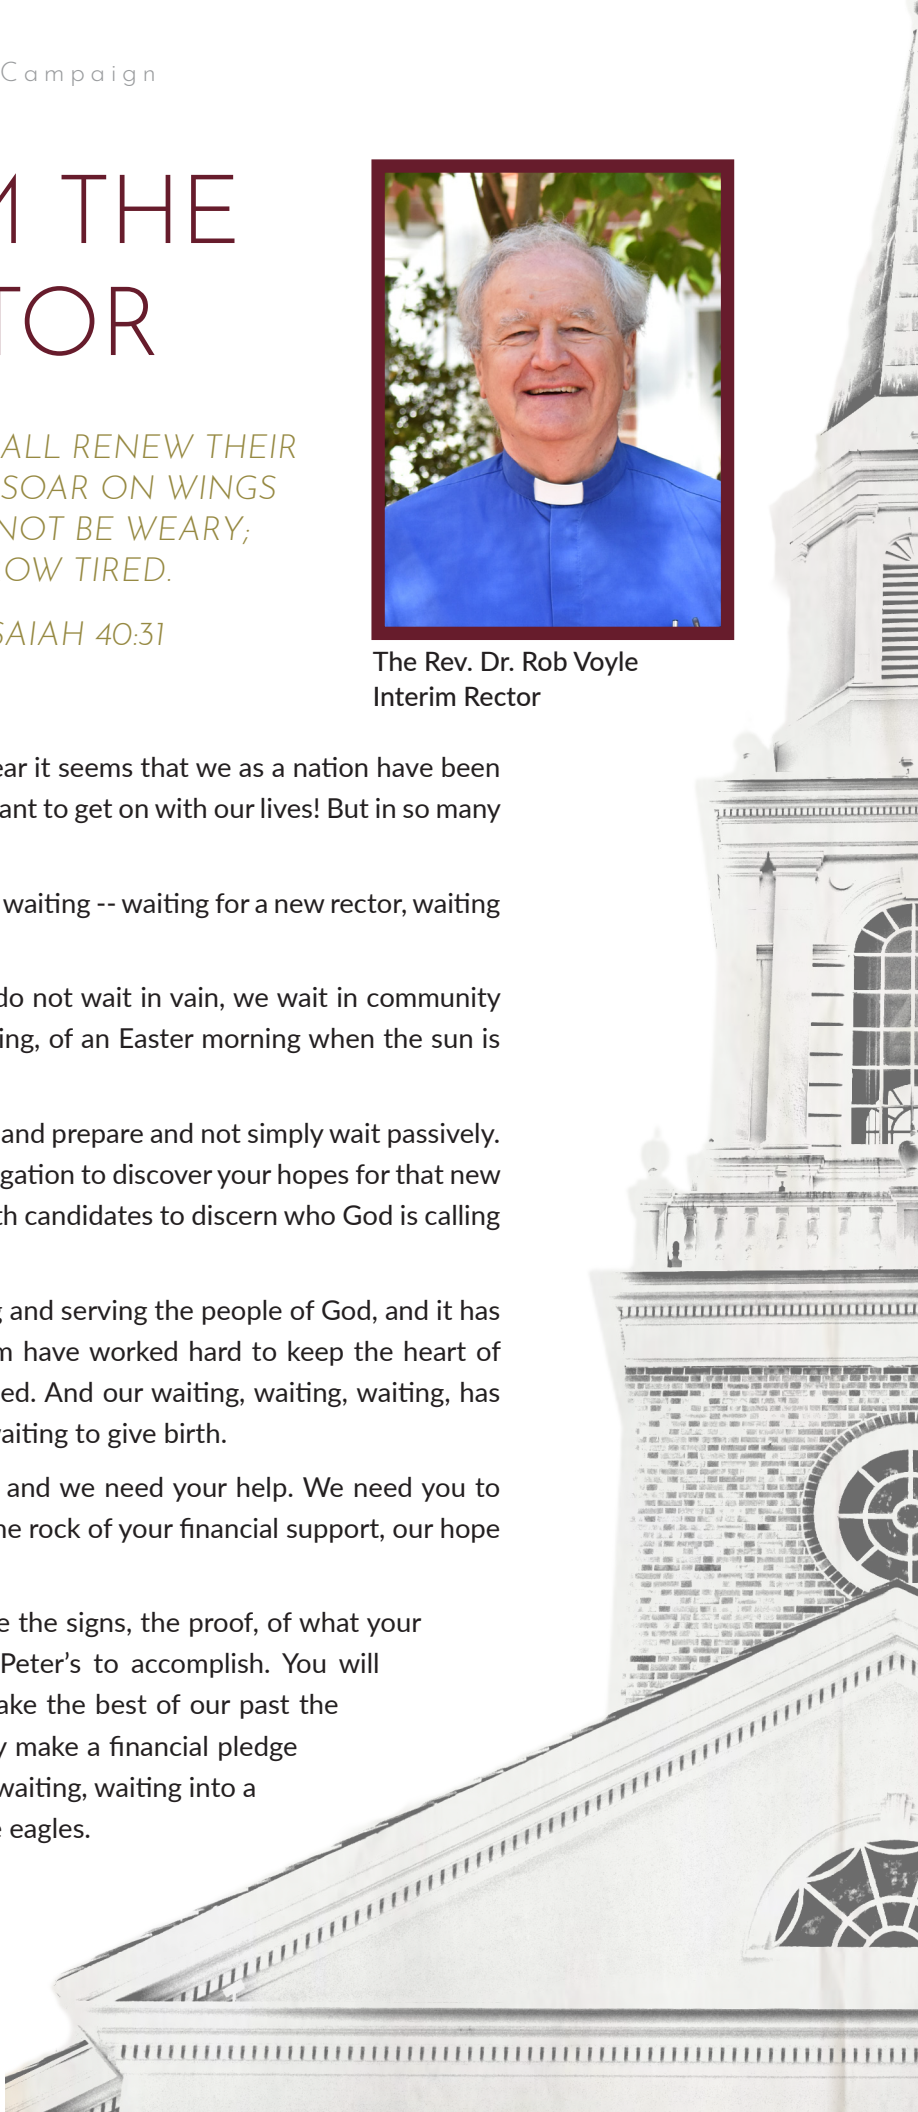 Campaign
THE
TOR
ALL RENEW THEIR
SOAR ON WINGS
NOT BE WEARY;
OW TIRED.
SAIAH 40:31
The Rev. Dr. Rob Voyle
Interim Rector
ear it seems that we as a nation have been
ant to get on with our lives! But in so many
waiting -- waiting for a new rector, waiting
do not wait in vain, we wait in community
ing, of an Easter morning when the sun is
and prepare and not simply wait passively.
gation to discover your hopes for that new
th candidates to discern who God is calling
g and serving the people of God, and it has
m have worked hard to keep the heart of
ed. And our waiting, waiting, waiting, has
waiting to give birth.
and we need your help. We need you to
he rock of your financial support, our hope
e the signs, the proof, of what your
Peter's to accomplish. You will
ake the best of our past the
y make a financial pledge
waiting, waiting into a
e eagles.